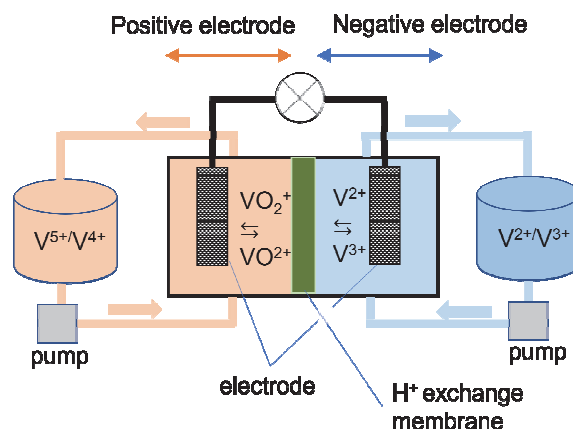 Positive electrode
Negative electrode
VO₂⁺
VO²⁺
V²⁺
V³⁺
V⁵⁺/V⁴⁺
V²⁺/V³⁺
pump
pump
electrode
H⁺ exchange
membrane